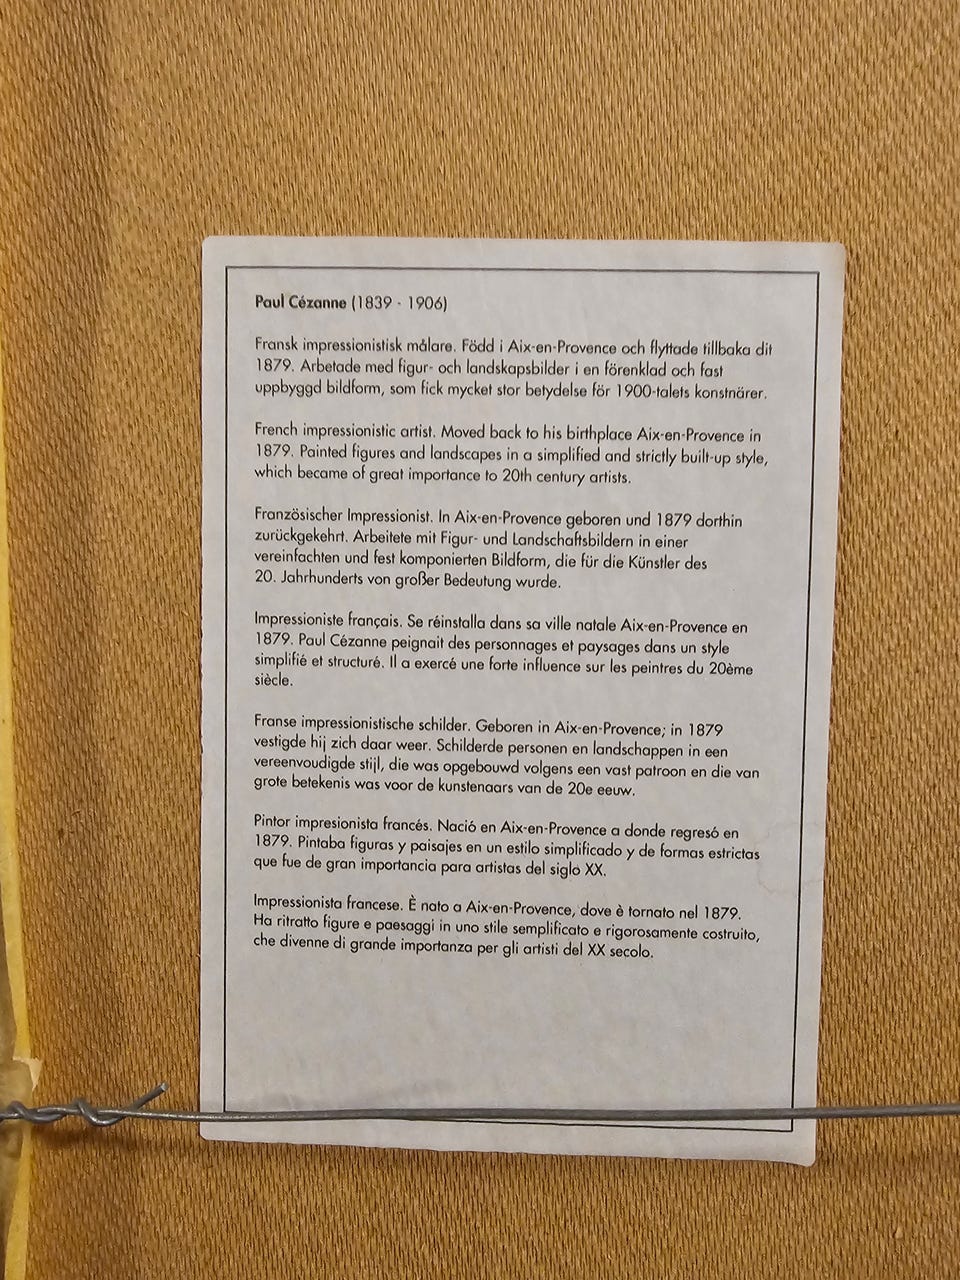 Paul Cézanne (1839 - 1906)
Fransk impressionistisk målare. Född i Aix-en-Provence och flyttade tillbaka dit
1879. Arbetade med figur- och landskapsbilder i en förenklad och fast
uppbyggd bildform, som fick mycket stor betydelse för 1900-talets konstnärer.
French impressionistic artist. Moved back to his birthplace Aix-en-Provence in
1879. Painted figures and landscapes in a simplified and strictly built-up style,
which became of great importance to 20th century artists.
Französischer Impressionist. In Aix-en-Provence geboren und 1879 dorthin
zurückgekehrt. Arbeitete mit Figur- und Landschaftsbildern in einer
vereinfachten und fest komponierten Bildform, die für die Künstler des
20. Jahrhunderts von großer Bedeutung wurde.
Impressioniste français. Se réinstalla dans sa ville natale Aix-en-Provence en
1879. Paul Cézanne peignait des personnages et paysages dans un style
simplifié et structuré. Il a exercé une forte influence sur les peintres du 20ème
siècle.
Franse impressionistische schilder. Geboren in Aix-en-Provence; in 1879
vestigde hij zich daar weer. Schilderde personen en landschappen in een
vereenvoudigde stijl, die was opgebouwd volgens een vast patroon en die van
grote betekenis was voor de kunstenaars van de 20e eeuw.
Pintor impresionista francés. Nació en Aix-en-Provence a donde regresó en
1879. Pintaba figuras y paisajes en un estilo simplificado y de formas estrictas
que fue de gran importancia para artistas del siglo XX.
Impressionista francese. È nato a Aix-en-Provence, dove è tornato nel 1879.
Ha ritratto figure e paesaggi in uno stile semplificato e rigorosamente costruito,
che divenne di grande importanza per gli artisti del XX secolo.